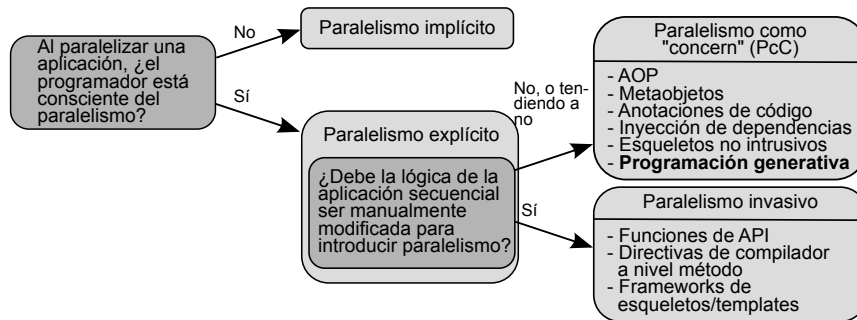 Al paralelizar una
aplicación, ¿el
programador está
consciente del
paralelismo?
No
Paralelismo implícito
Sí
Paralelismo explícito
¿Debe la lógica de la
aplicación secuencial
ser manualmente
modificada para
introducir paralelismo?
No, o ten-
diendo a
no
Paralelismo como
"concern" (PcC)
- AOP
- Metaobjetos
- Anotaciones de código
- Inyección de dependencias
- Esqueletos no intrusivos
- Programación generativa
Sí
Paralelismo invasivo
- Funciones de API
- Directivas de compilador
a nivel método
- Frameworks de
esqueletos/templates